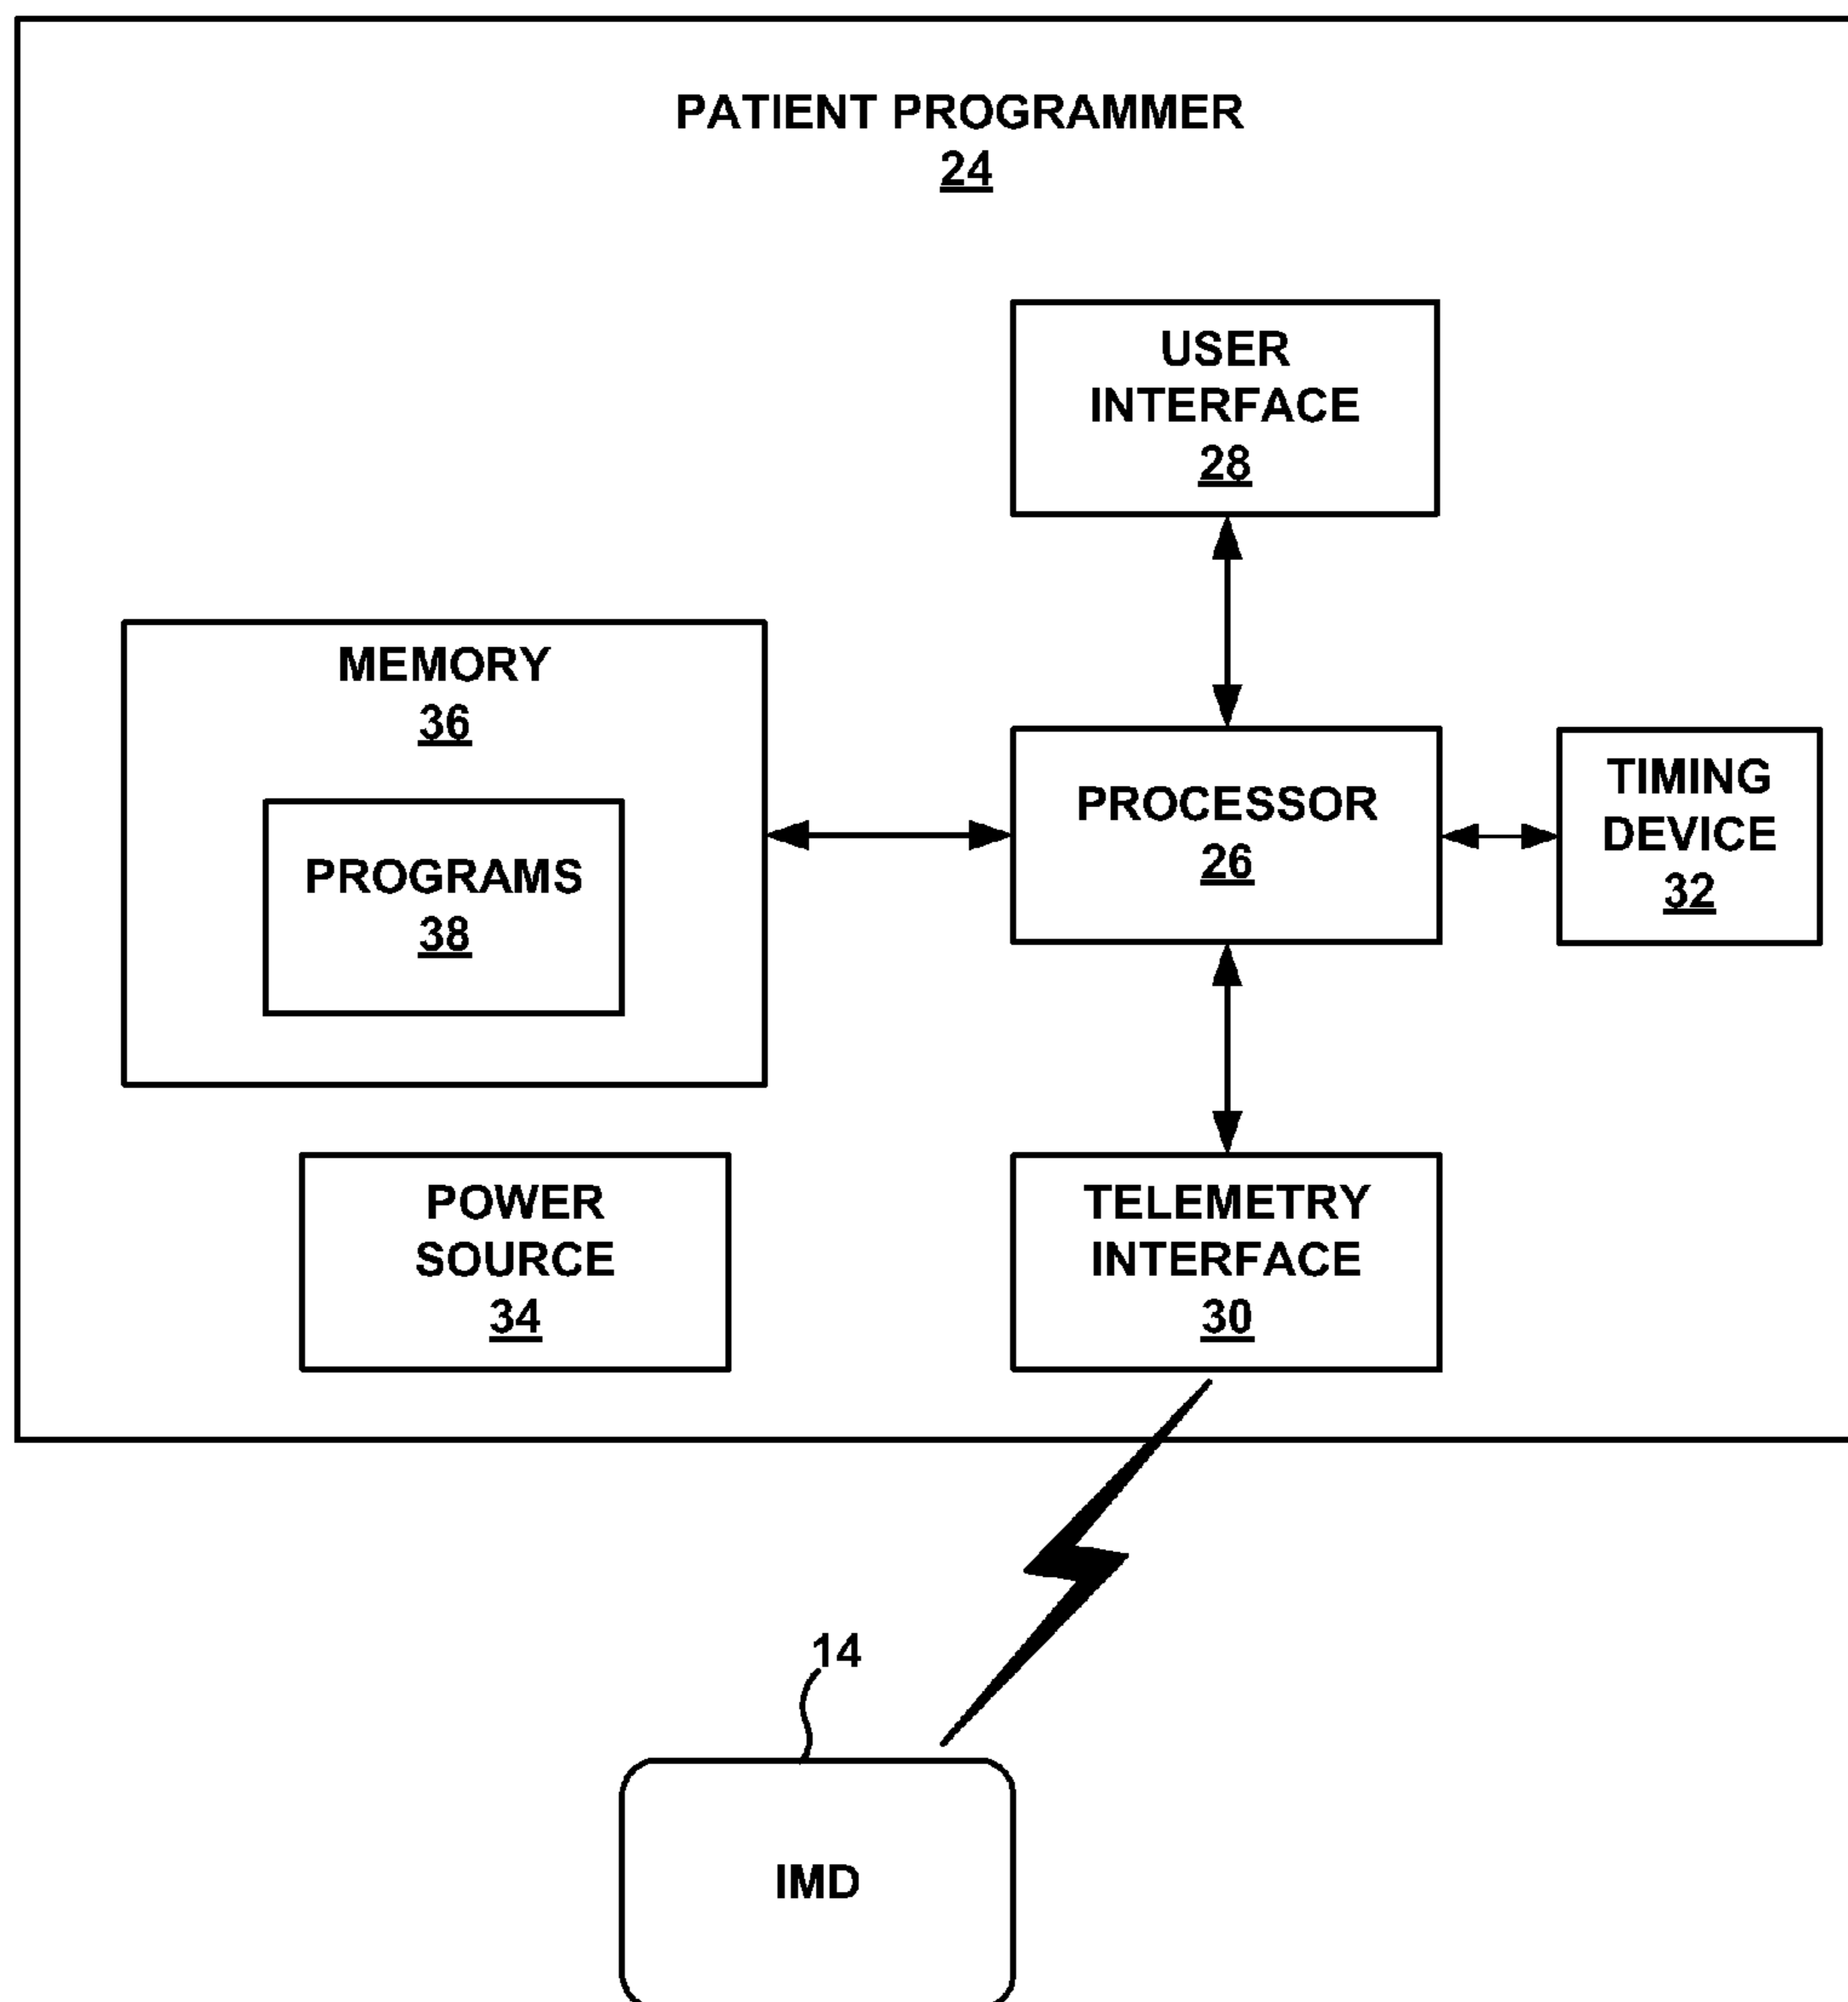 PATIENT PROGRAMMER
24
USER
INTERFACE
28
MEMORY
36
PROGRAMS
38
PROCESSOR
26
TIMING
DEVICE
32
POWER
SOURCE
34
TELEMETRY
INTERFACE
30
14
IMD